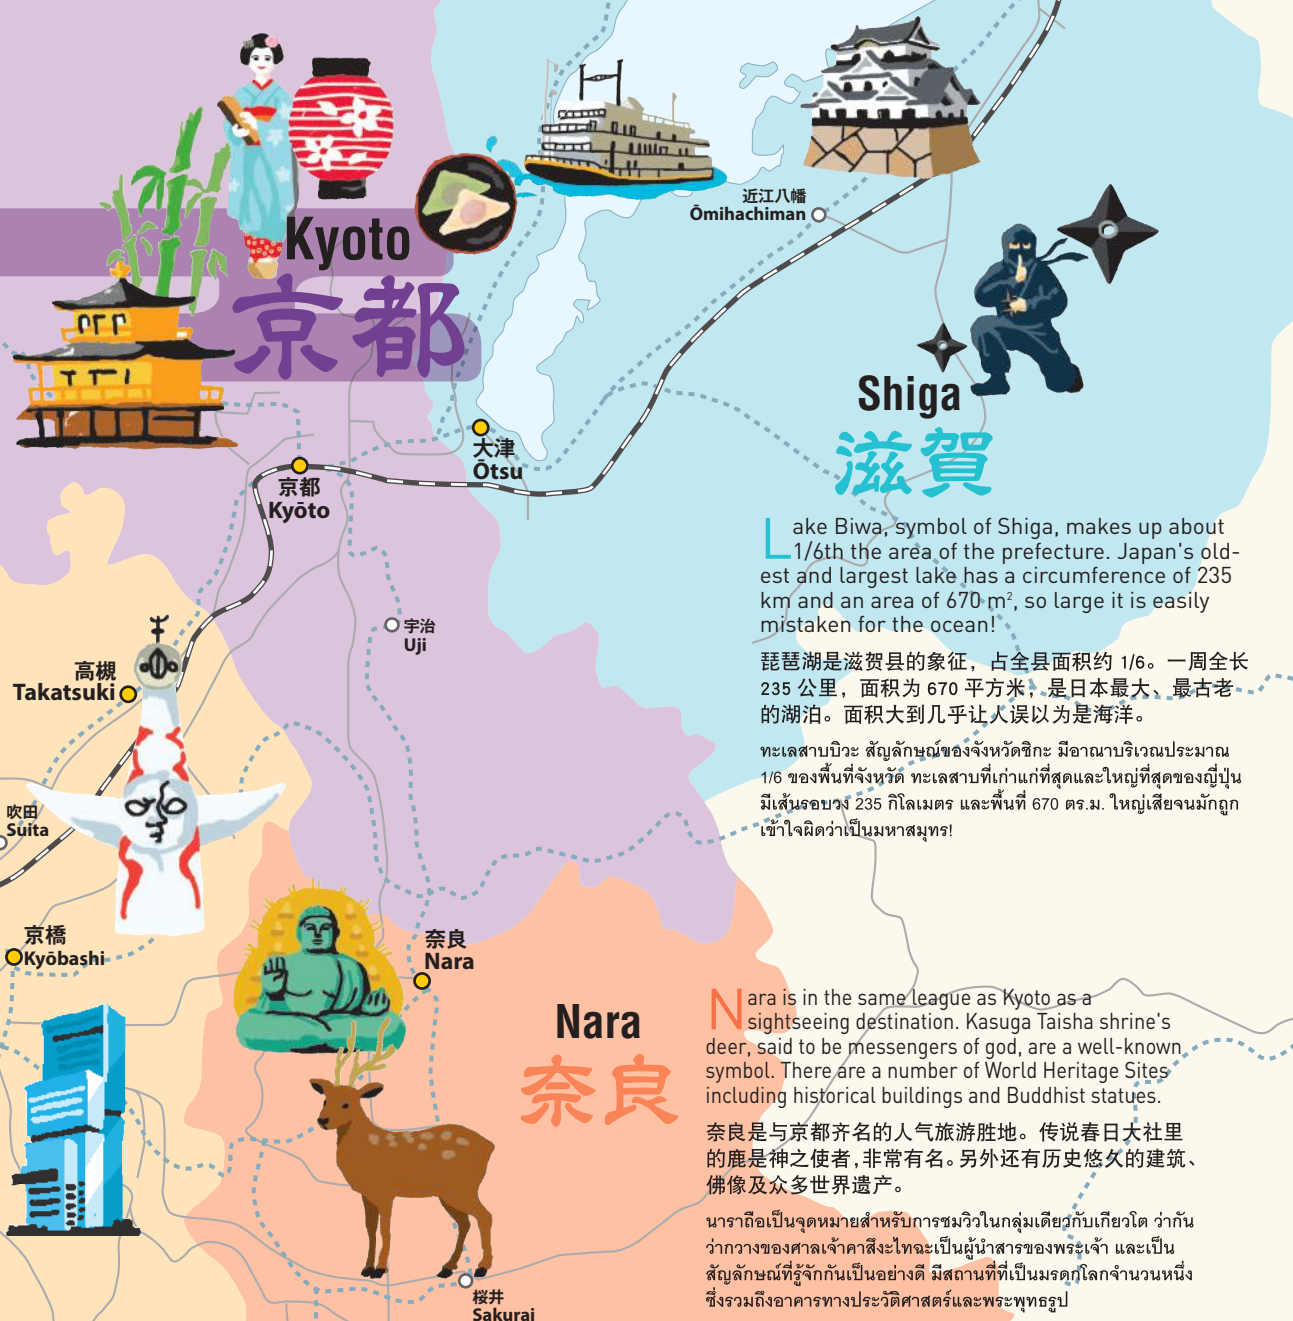 Kyoto
京都
近江八幡
Ōmihachiman
大津
Ōtsu
京都
Kyōto
宇治
Uji
高槻
Takatsuki
吹田
Suita
京橋
Kyōbashi
奈良
Nara
桜井
Sakurai
Shiga
滋賀
Lake Biwa, symbol of Shiga, makes up about
1/6th the area of the prefecture. Japan's old-
est and largest lake has a circumference of 235
km and an area of 670 m², so large it is easily
mistaken for the ocean!
琵琶湖是滋贺县的象征，占全县面积约 1/6。一周全长
235 公里，面积为 670 平方米，是日本最大、最古老
的湖泊。面积大到几乎让人误以为是海洋。
ทะเลสาบบิวะ สัญลักษณ์ของจังหวัดชิกะ มีอาณาบริเวณประมาณ
1/6 ของพื้นที่จังหวัด ทะเลสาบที่เก่าแก่ที่สุดและใหญ่ที่สุดของญี่ปุ่น
มีเส้นรอบวง 235 กิโลเมตร และพื้นที่ 670 ตร.ม. ใหญ่เสียจนมักถูก
เข้าใจผิดว่าเป็นมหาสมุทร!
Nara
奈良
Nara is in the same league as Kyoto as a
sightseeing destination. Kasuga Taisha shrine's
deer, said to be messengers of god, are a well-known
symbol. There are a number of World Heritage Sites
including historical buildings and Buddhist statues.
奈良是与京都齐名的人气旅游胜地。传说春日大社里
的鹿是神之使者,非常有名。另外还有历史悠久的建筑、
佛像及众多世界遗产。
นาราถือเป็นจุดหมายสำหรับการชมวิวในกลุ่มเดียวกับเกียวโต ว่ากัน
ว่ากวางของศาลเจ้าคาสึงะไทฉะเป็นผู้นำสารของพระเจ้า และเป็น
สัญลักษณ์ที่รู้จักกันเป็นอย่างดี มีสถานที่ที่เป็นมรดกโลกจำนวนหนึ่ง
ซึ่งรวมถึงอาคารทางประวัติศาสตร์และพระพุทธรูป